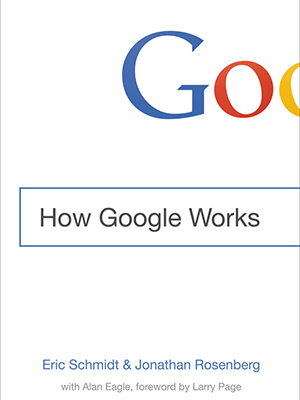 Goo
How Google Works
Eric Schmidt & Jonathan Rosenberg
with Alan Eagle, foreword by Larry Page